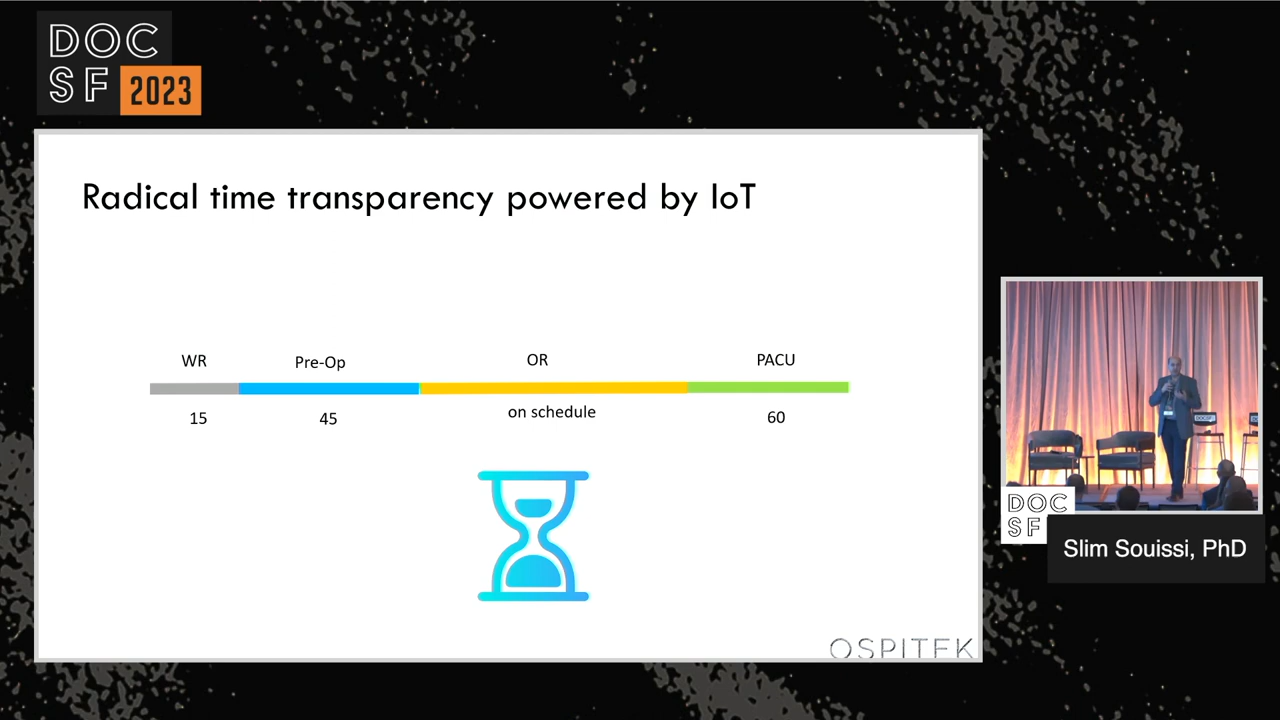 DOC
SF 2023
Radical time transparency powered by IoT
WR Pre-Op OR PACU
15 45 on schedule 60
OSPITEK
DOC
SF
Slim Souissi, PhD